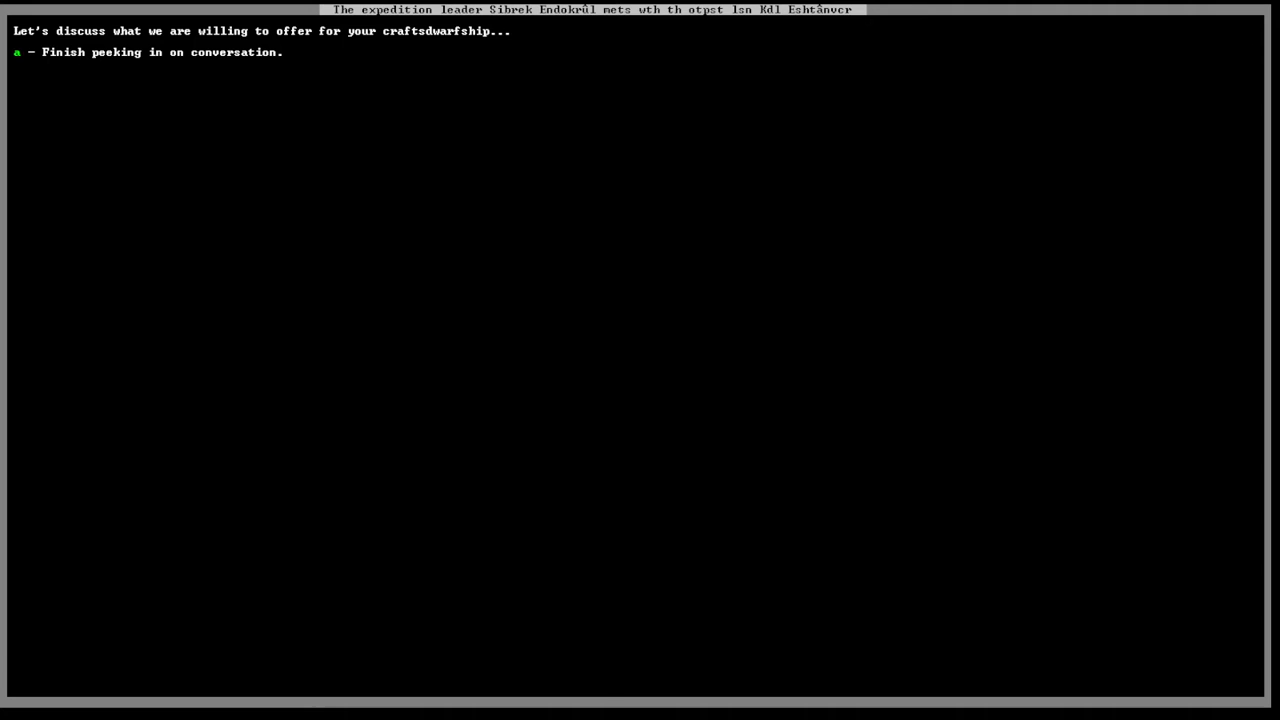 The expedition leader Sibrek Endokrûl mets wth th otpst lsn Kdl Eshtânvcr
Let's discuss what we are willing to offer for your craftsdwarfship...
a - Finish peeking in on conversation.